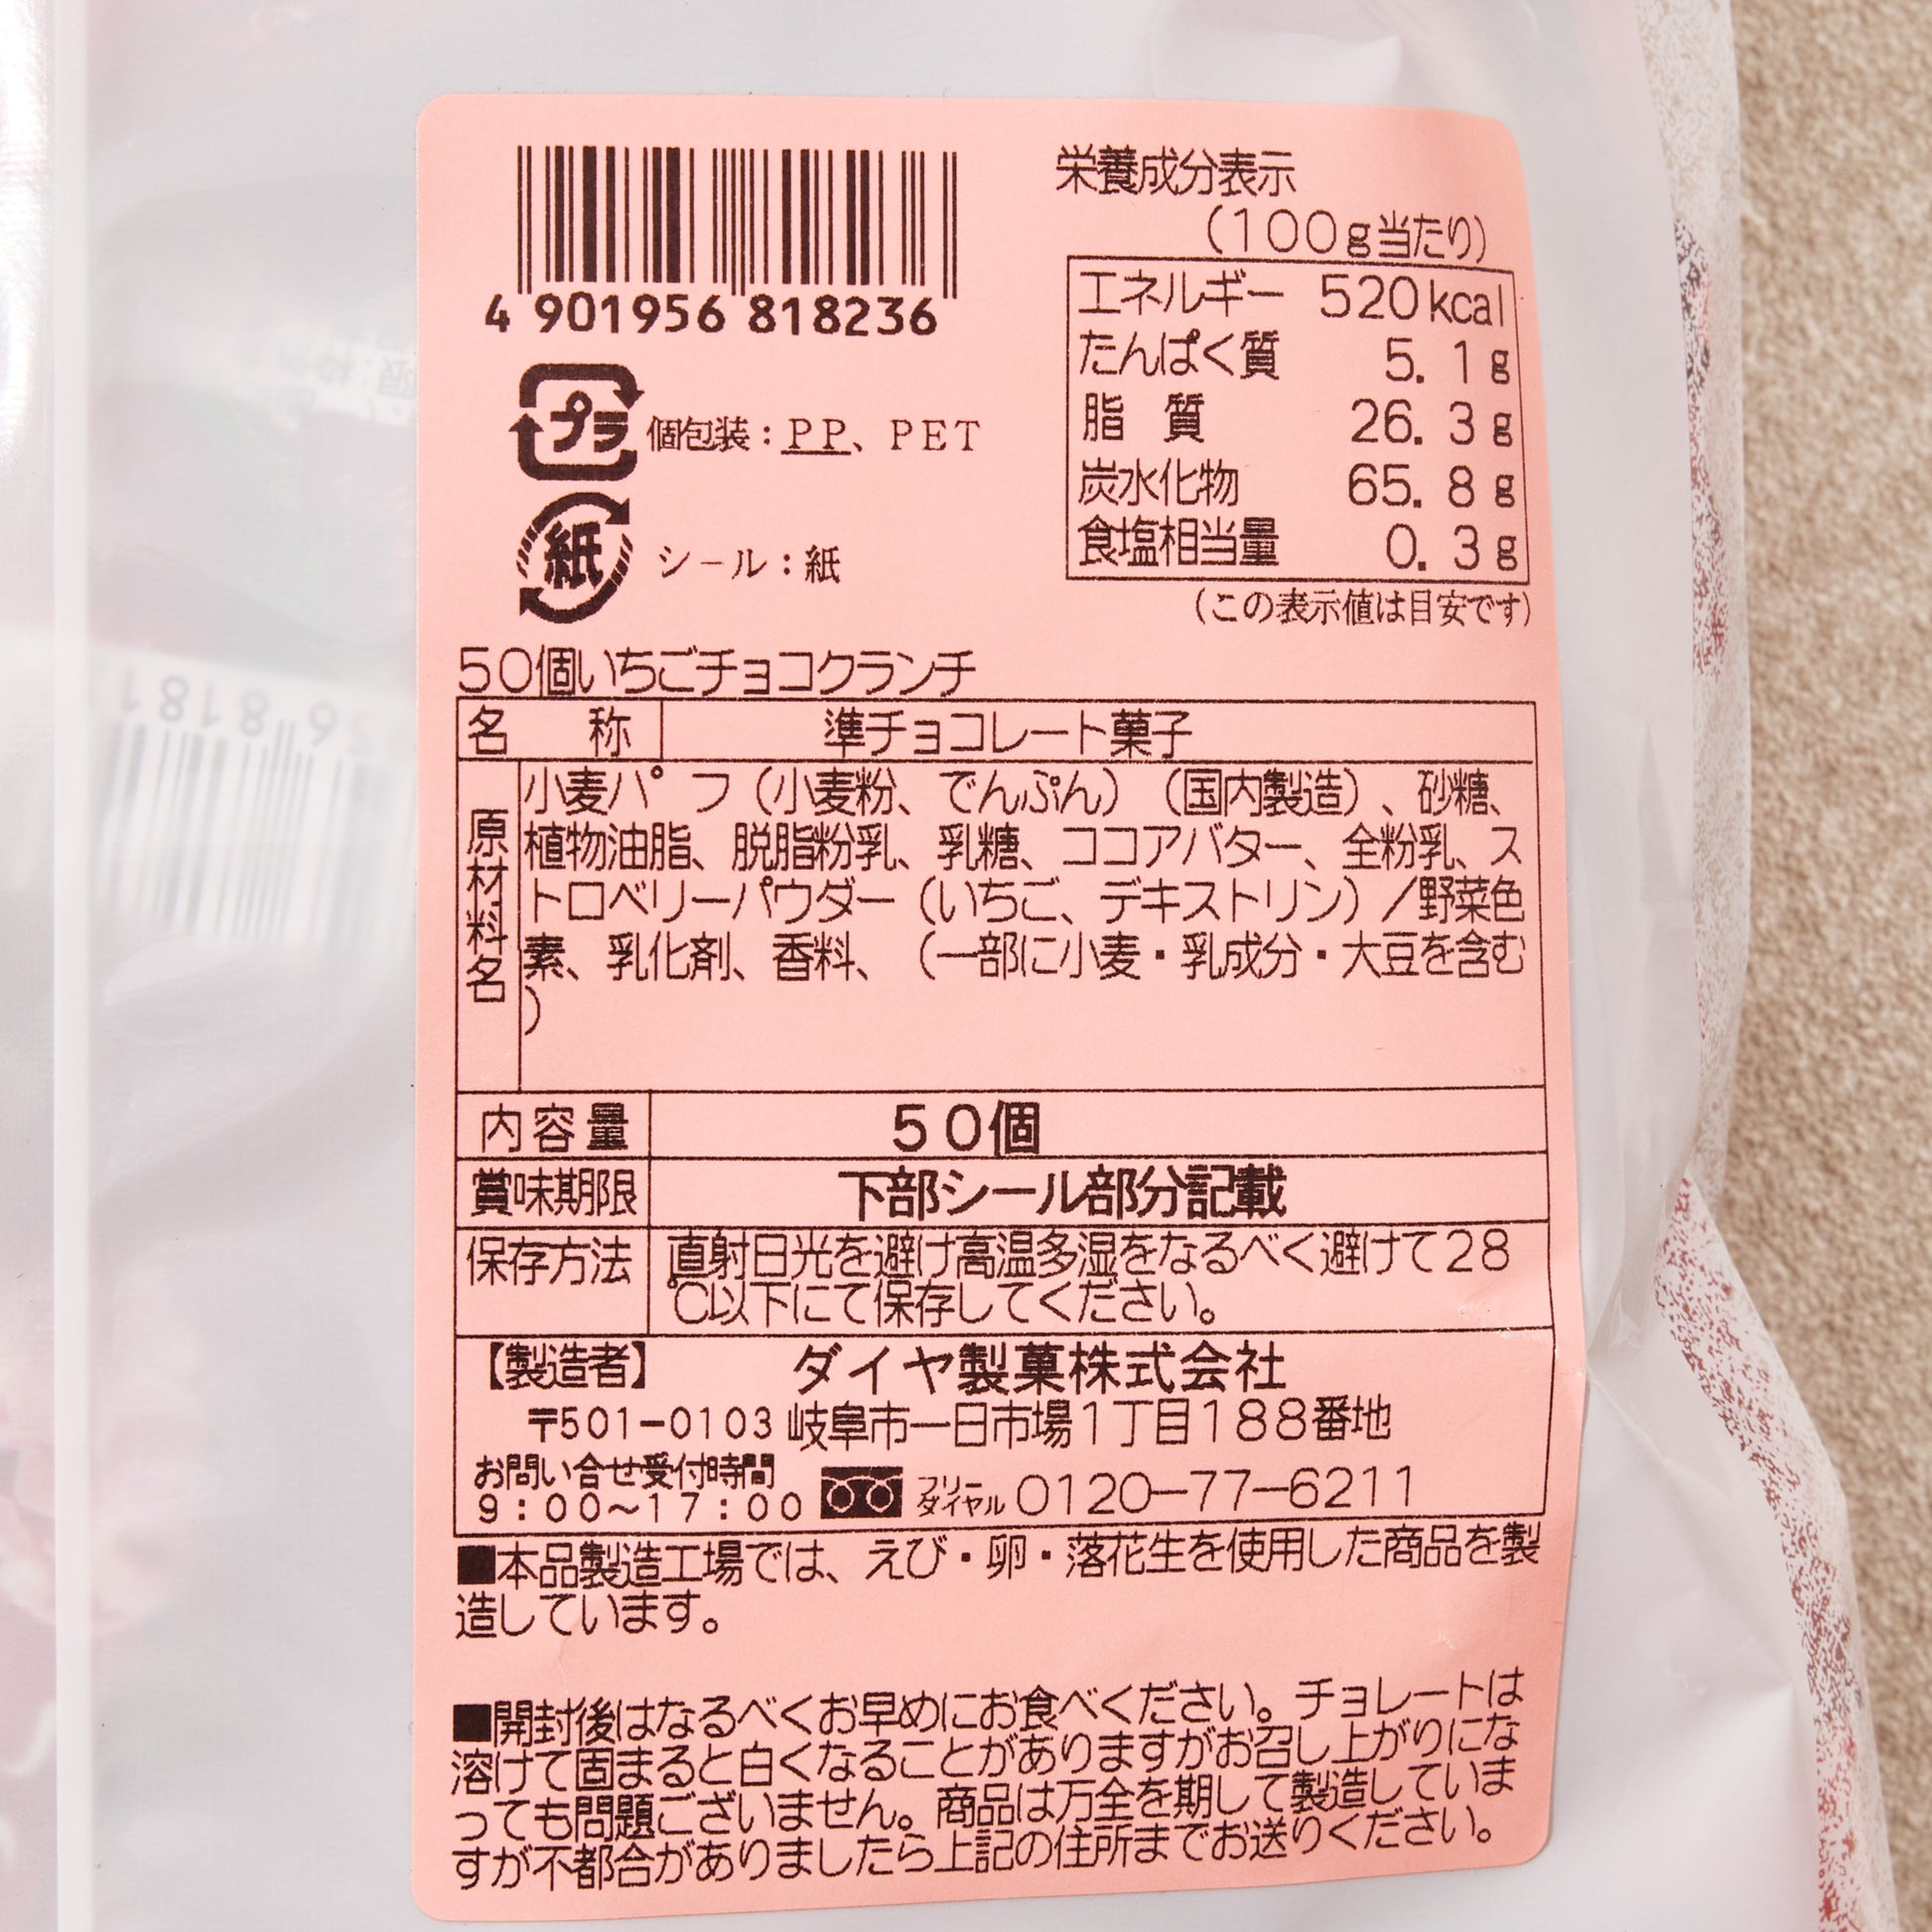 4 901956 818236
プラ 個包装：PP、PET
紙 シール：紙
栄養成分表示
（100g当たり）
エネルギー 520kcal
たんぱく質 5.1g
脂 質 26.3g
炭水化物 65.8g
食塩相当量 0.3g
（この表示値は目安です）
50個いちごチョコクランチ
名 称 準チョコレート菓子
原材料名
小麦パフ（小麦粉、でんぷん）（国内製造）、砂糖、
植物油脂、脱脂粉乳、乳糖、ココアバター、全粉乳、ス
トロベリーパウダー（いちご、デキストリン）／野菜色
素、乳化剤、香料、（一部に小麦・乳成分・大豆を含む
）
内容量 50個
賞味期限 下部シール部分記載
保存方法 直射日光を避け高温多湿をなるべく避けて28
℃以下にて保存してください。
【製造者】 ダイヤ製菓株式会社
〒501-0103 岐阜市一日市場1丁目188番地
お問い合せ受付時間
9：00～17：00 フリーダイヤル 0120-77-6211
■本品製造工場では、えび・卵・落花生を使用した商品を製
造しています。
■開封後はなるべくお早めにお食べください。チョレートは
溶けて固まると白くなることがありますがお召し上がりにな
っても問題ございません。商品は万全を期して製造していま
すが不都合がありましたら上記の住所までお送りください。